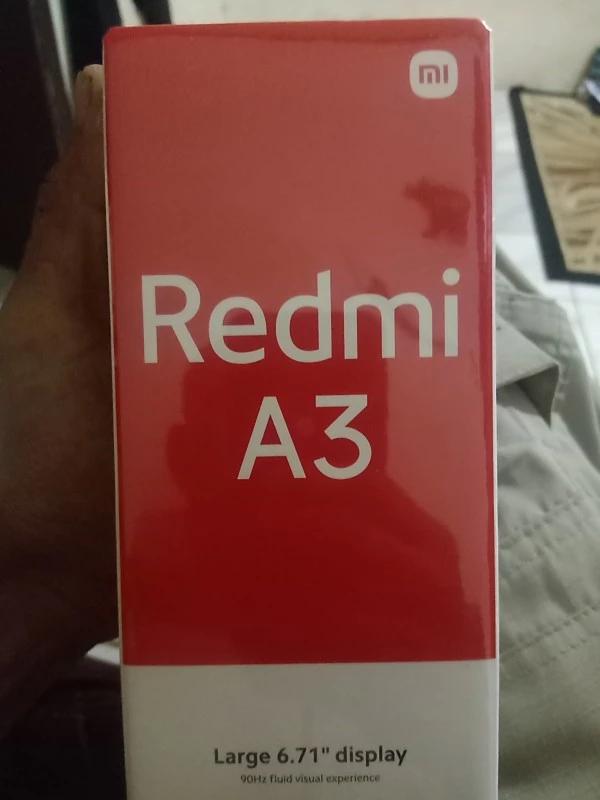 mi
Redmi
A3
Large 6.71" display
90Hz fluid visual experience